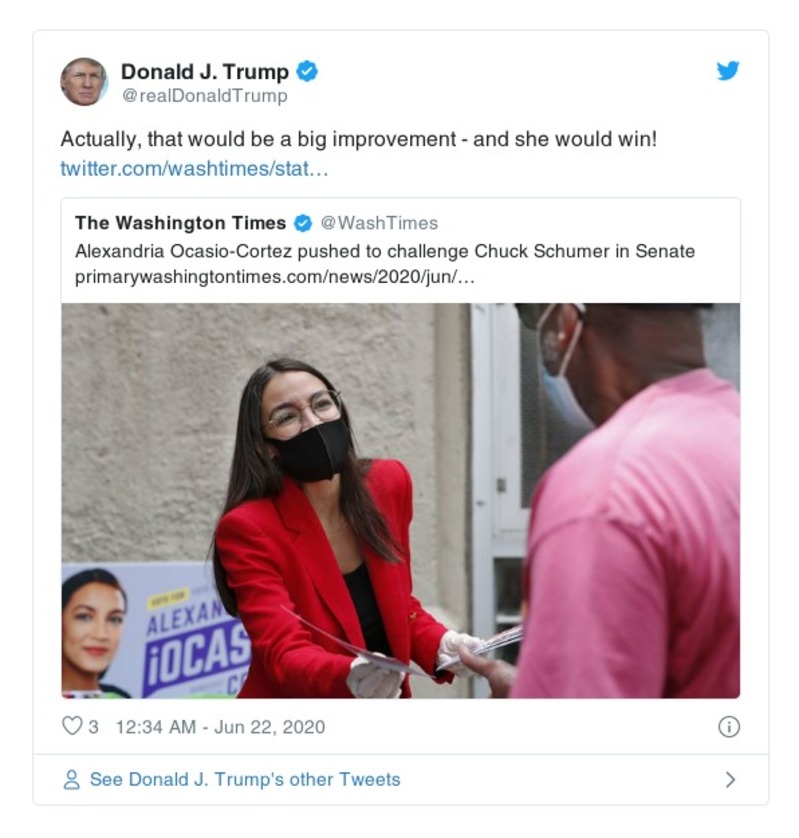 Donald J. Trump
@realDonaldTrump
Actually, that would be a big improvement - and she would win!
twitter.com/washtimes/stat…
The Washington Times @WashTimes
Alexandria Ocasio-Cortez pushed to challenge Chuck Schumer in Senate
primarywashingtontimes.com/news/2020/jun/…
VOTE FOR
ALEXAN
¡OCAS
CO
3 12:34 AM - Jun 22, 2020
See Donald J. Trump's other Tweets